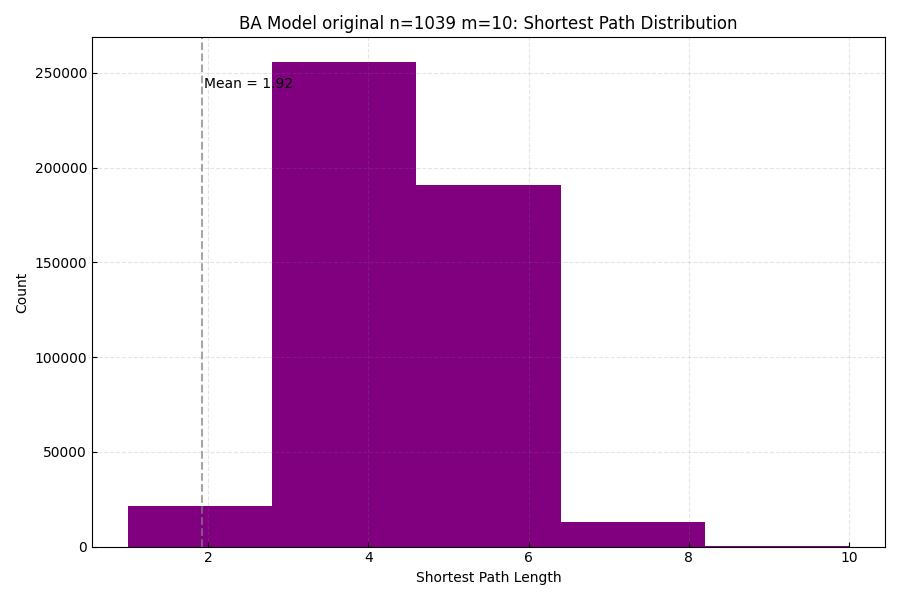 BA Model original n=1039 m=10: Shortest Path Distribution
Mean = 1.92
250000
200000
150000
100000
50000
0
Count
2 4 6 8 10
Shortest Path Length